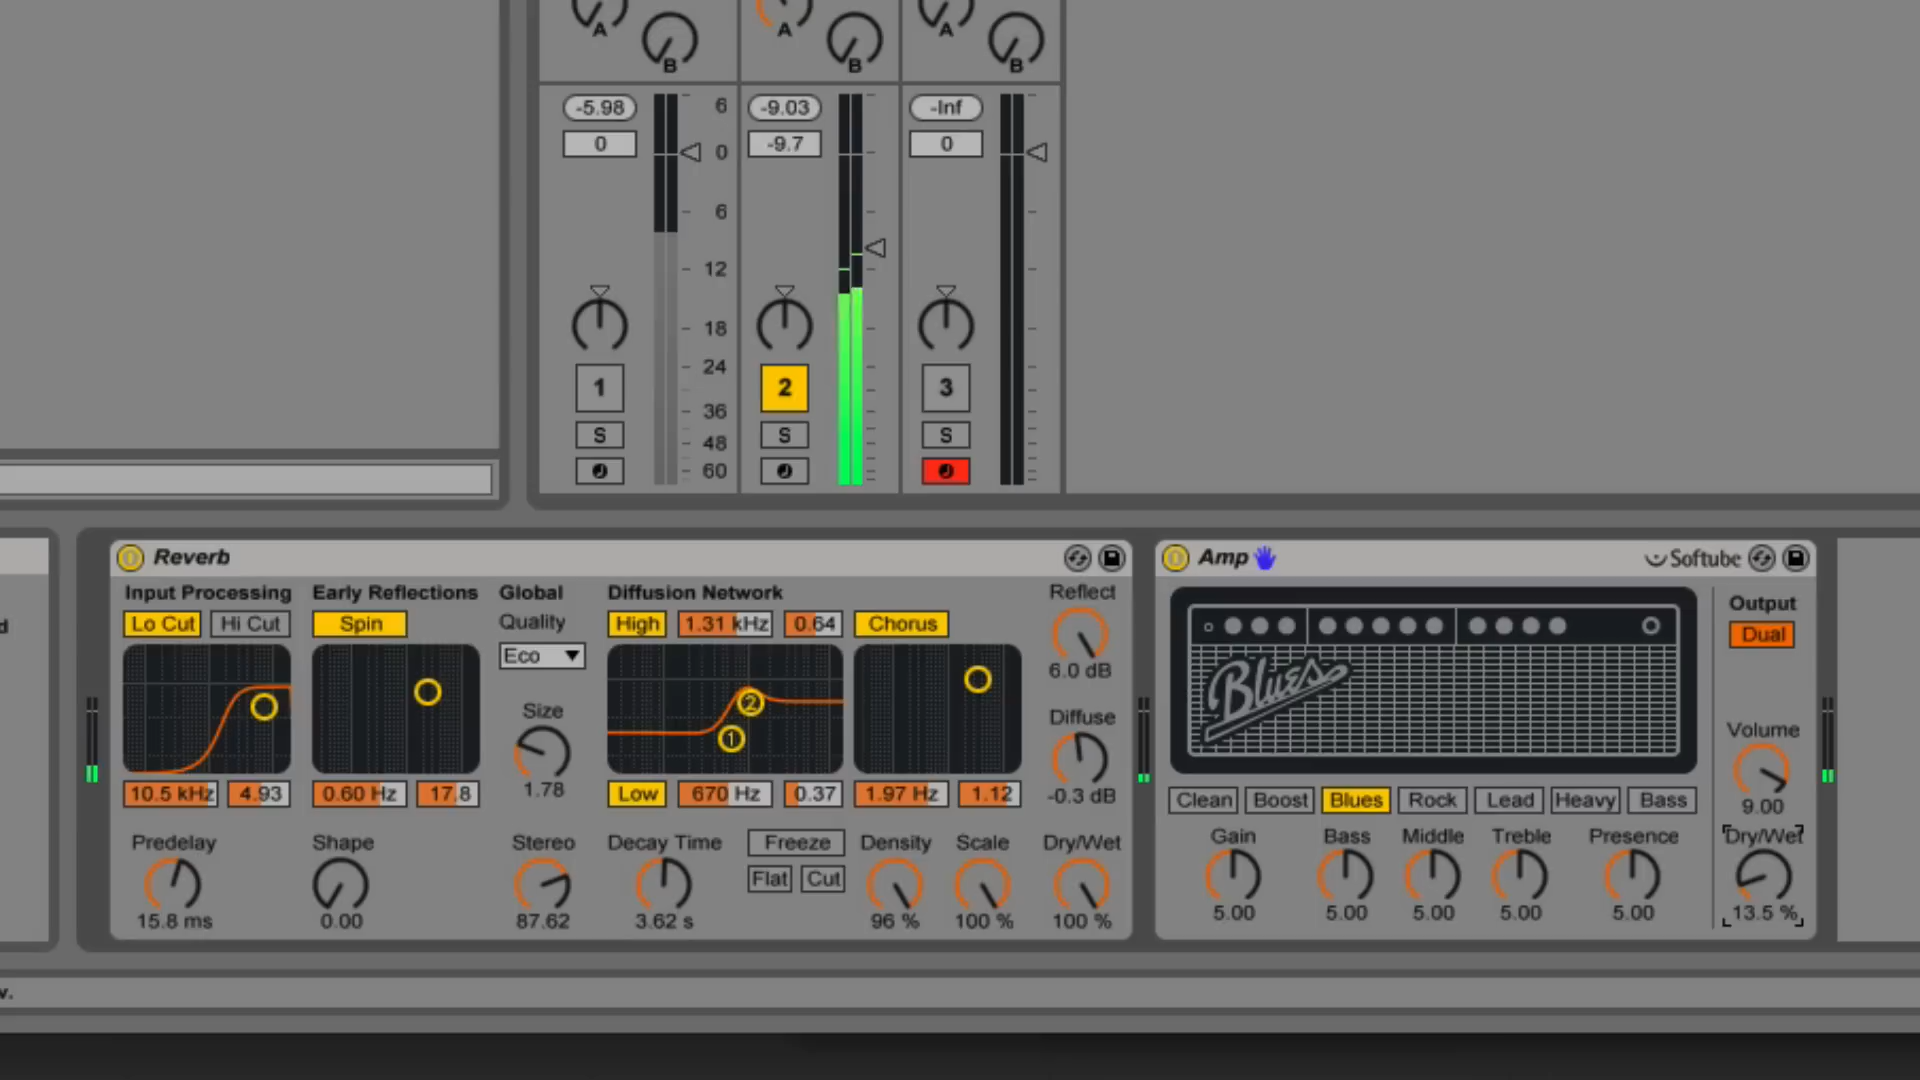 A
B
A
B
A
B
-5.98
0
6
0
6
12
18
24
36
48
60
-9.03
-9.7
-Inf
0
1
S
2
S
3
S
Reverb
Input Processing
Lo Cut
Hi Cut
10.5 kHz
4.93
Predelay
15.8 ms
Early Reflections
Spin
0.60 Hz
17.8
Shape
0.00
Global
Quality
Eco
Size
1.78
Stereo
87.62
Diffusion Network
High
1.31 kHz
0.64
Chorus
2
1
Low
670 Hz
0.37
1.97 Hz
1.12
Decay Time
3.62 s
Freeze
Flat
Cut
Density
96 %
Scale
100 %
Reflect
6.0 dB
Diffuse
-0.3 dB
Dry/Wet
100 %
Amp
Softube
Blues
Clean
Boost
Blues
Rock
Lead
Heavy
Bass
Gain
5.00
Bass
5.00
Middle
5.00
Treble
5.00
Presence
5.00
Output
Dual
Volume
9.00
Dry/Wet
13.5 %